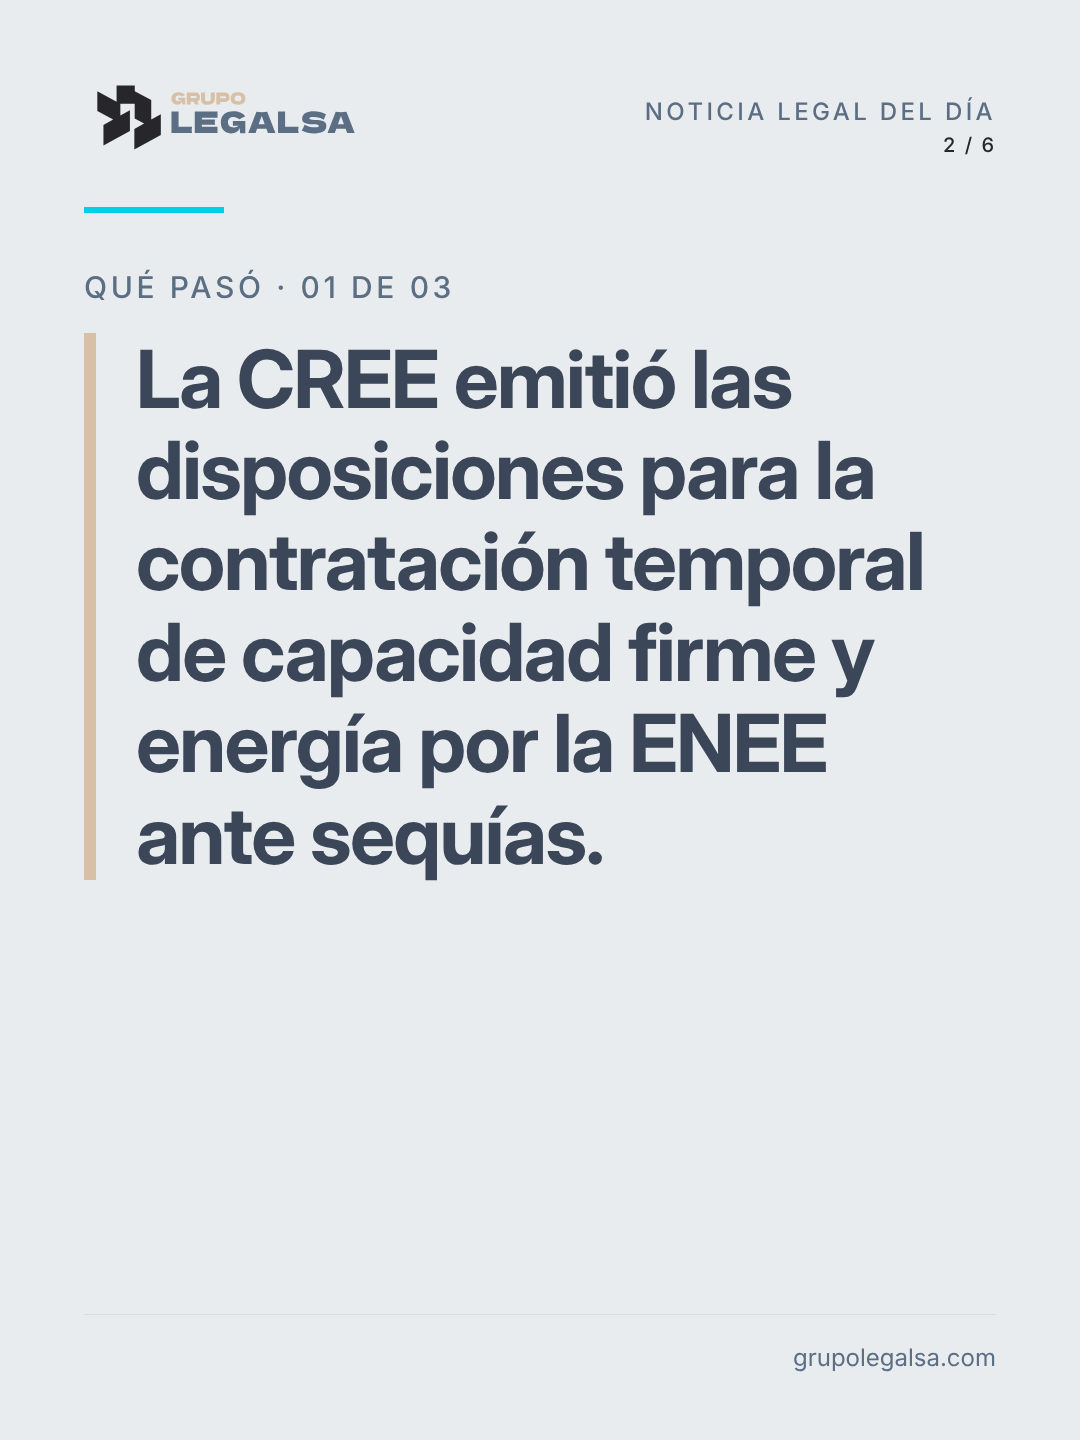 GRUPO
LEGALSA
NOTICIA LEGAL DEL DÍA
2 / 6
QUÉ PASÓ · 01 DE 03
La CREE emitió las
disposiciones para la
contratación temporal
de capacidad firme y
energía por la ENEE
ante sequías.
grupolegalsa.com